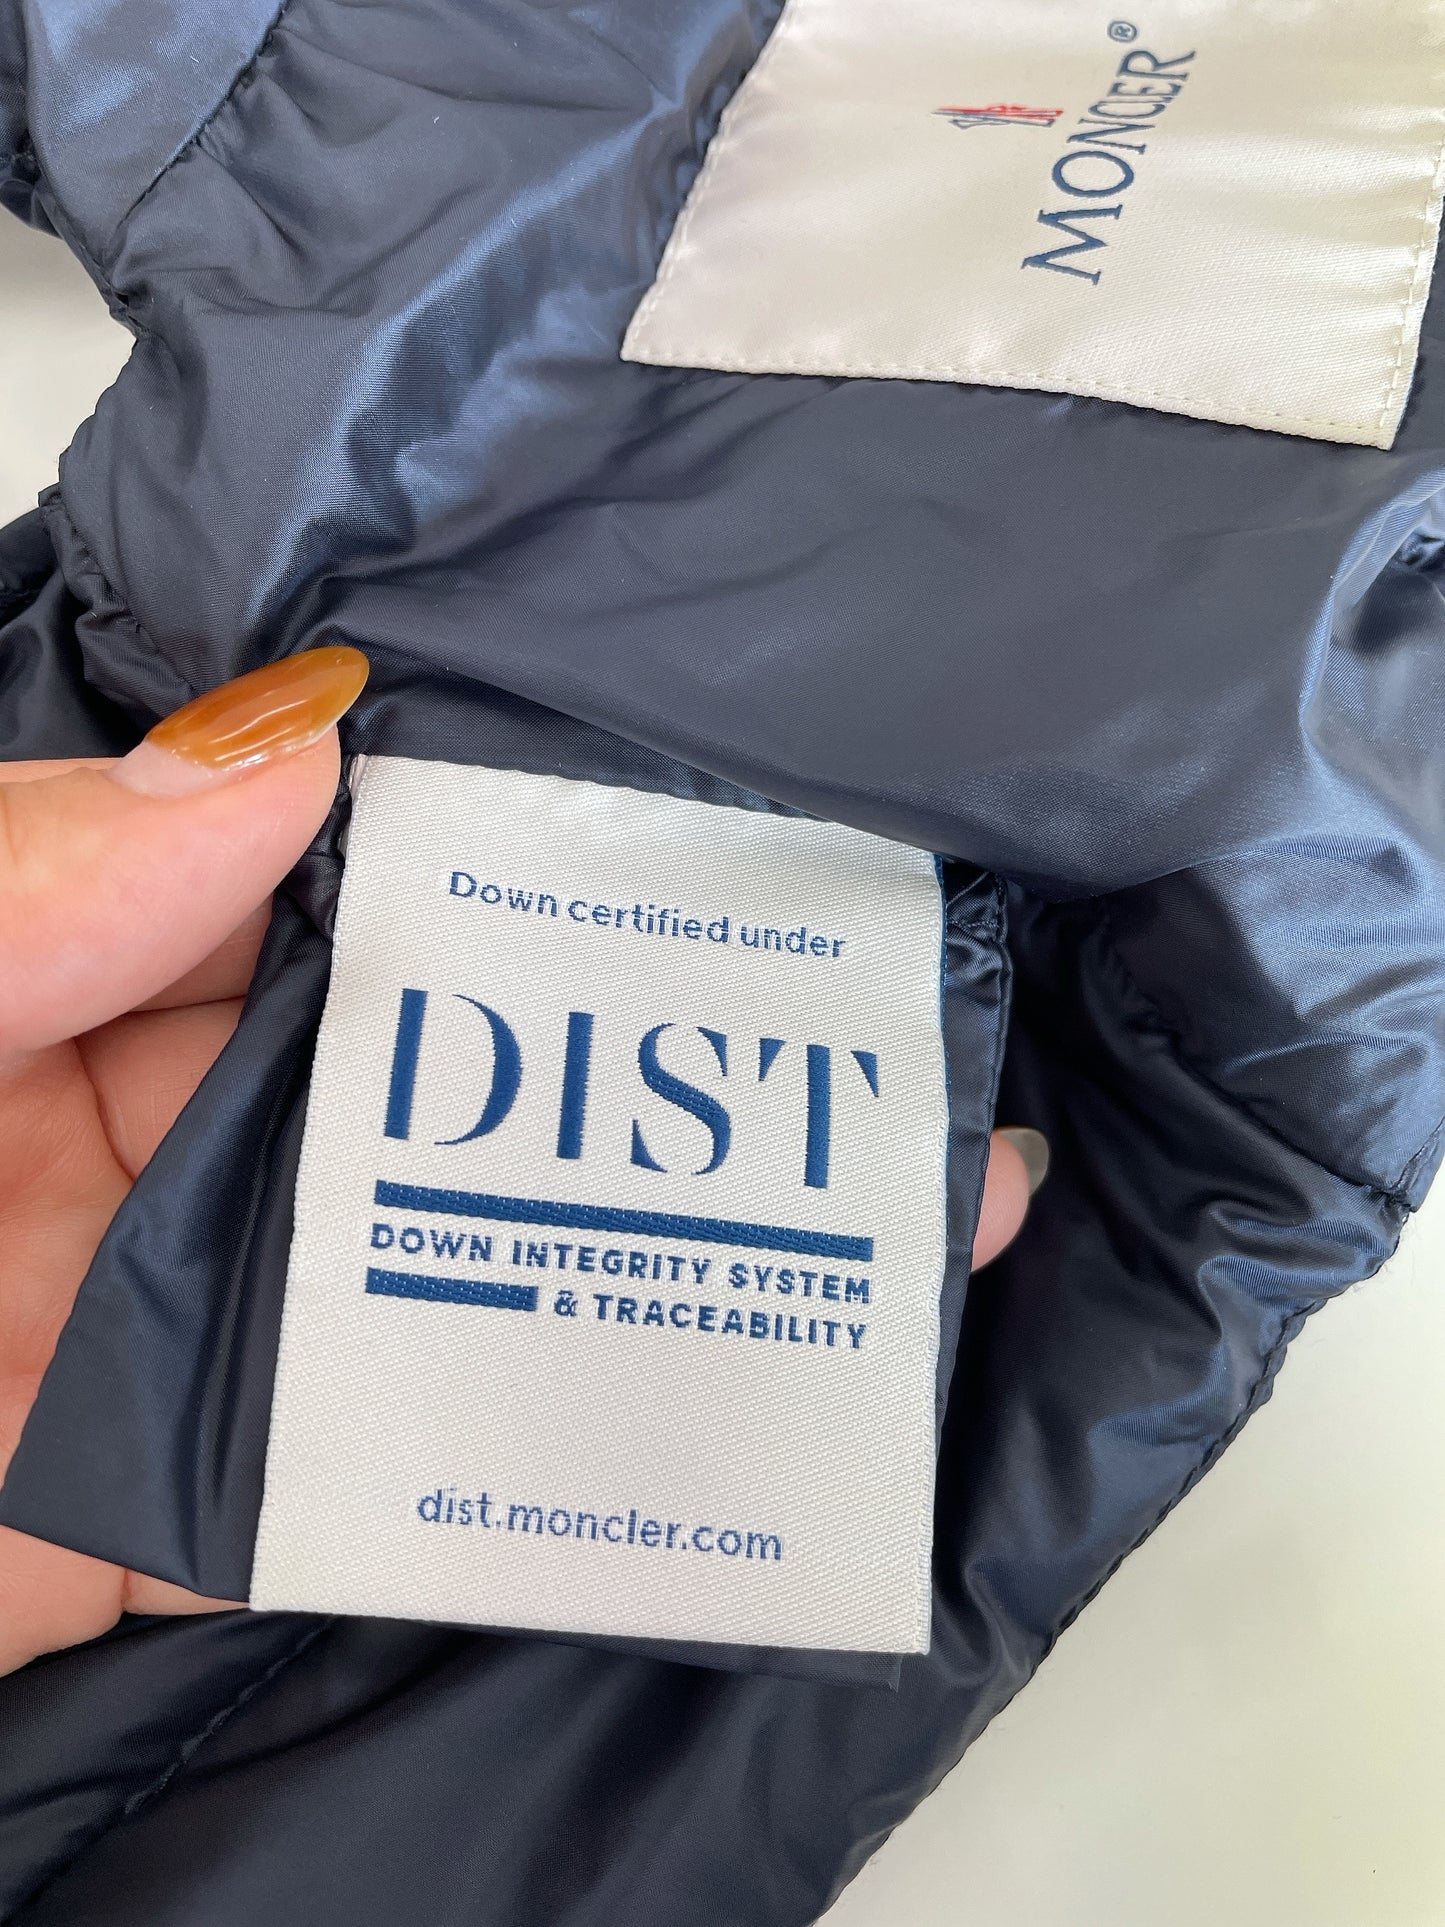 MONCLER®
Down certified under
DIST
DOWN INTEGRITY SYSTEM
& TRACEABILITY
dist.moncler.com